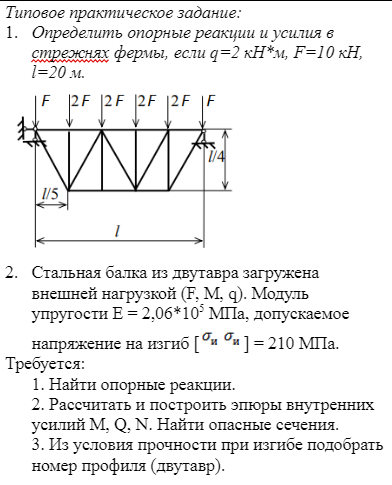 Типовое практическое задание:
1. Определить опорные реакции и усилия в
стрежнях фермы, если q=2 кН*м, F=10 кН,
l=20 м.
F 2F 2F 2F 2F F
l/4
l/5
l
2. Стальная балка из двутавра загружена
внешней нагрузкой (F, M, q). Модуль
упругости E = 2,06*10⁵ МПа, допускаемое
напряжение на изгиб [σи σи] = 210 МПа.
Требуется:
1. Найти опорные реакции.
2. Рассчитать и построить эпюры внутренних
усилий M, Q, N. Найти опасные сечения.
3. Из условия прочности при изгибе подобрать
номер профиля (двутавр).